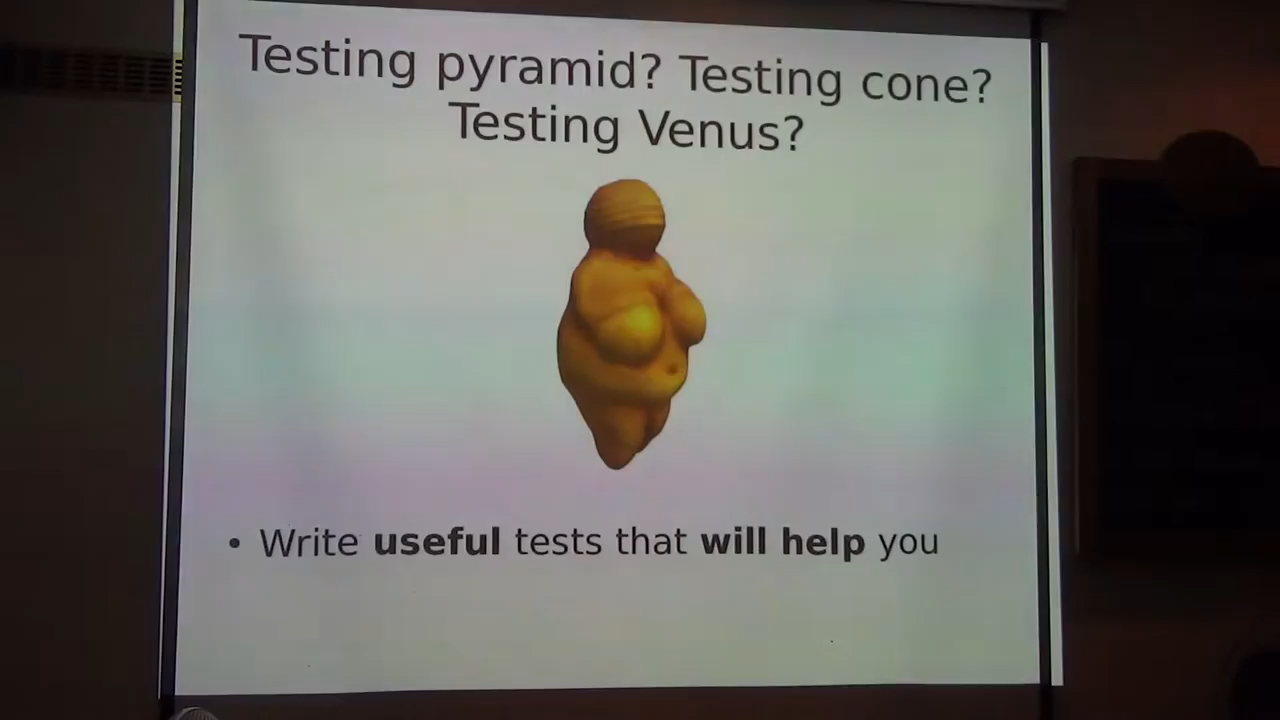 Testing pyramid? Testing cone?
Testing Venus?
• Write useful tests that will help you